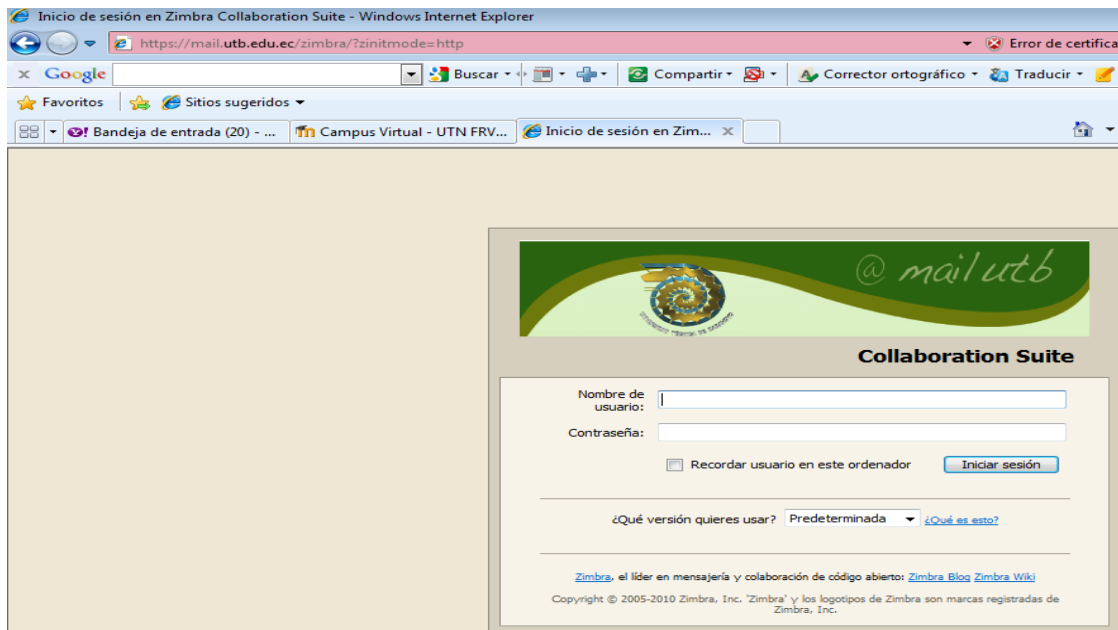 Inicio de sesión en Zimbra Collaboration Suite - Windows Internet Explorer
https://mail.utb.edu.ec/zimbra/?zinitmode=http Error de certifica
x Google Buscar Compartir Corrector ortográfico Traducir
Favoritos Sitios sugeridos
Bandeja de entrada (20) - ... Campus Virtual - UTN FRV... Inicio de sesión en Zim... X
@ mail utb
Collaboration Suite
Nombre de
usuario:
Contraseña:
Recordar usuario en este ordenador Iniciar sesión
¿Qué versión quieres usar? Predeterminada ¿Qué es esto?
Zimbra, el líder en mensajería y colaboración de código abierto: Zimbra Blog Zimbra Wiki
Copyright © 2005-2010 Zimbra, Inc. 'Zimbra' y los logotipos de Zimbra son marcas registradas de
Zimbra, Inc.